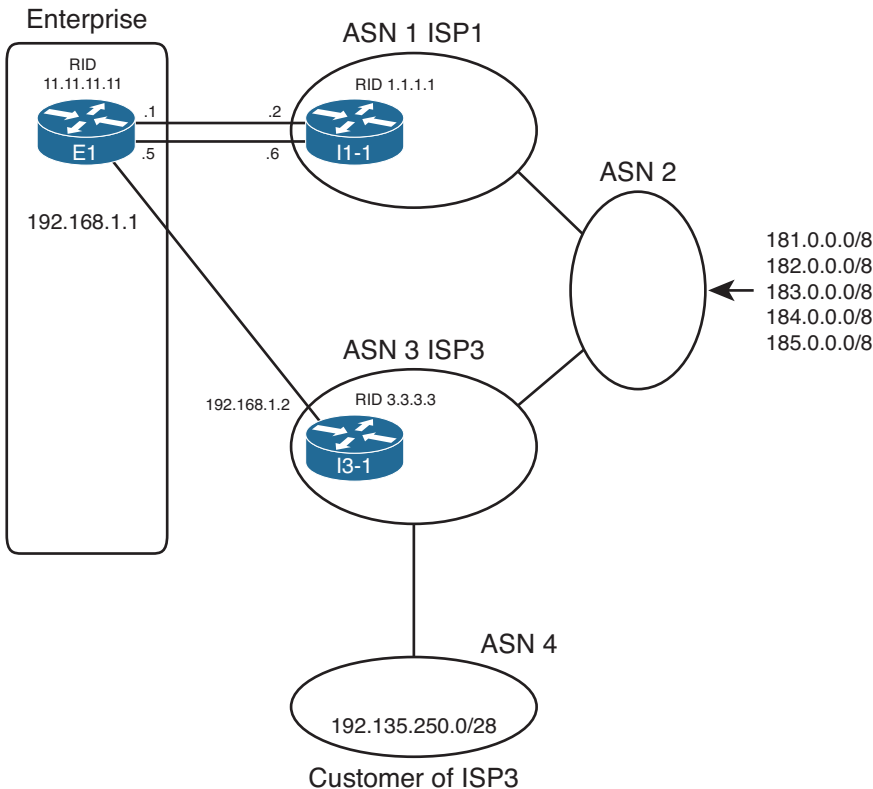 Enterprise
RID
11.11.11.11
E1
.1
.5
.2
.6
192.168.1.1
ASN 1 ISP1
RID 1.1.1.1
I1-1
ASN 2
181.0.0.0/8
182.0.0.0/8
183.0.0.0/8
184.0.0.0/8
185.0.0.0/8
ASN 3 ISP3
192.168.1.2
RID 3.3.3.3
I3-1
ASN 4
192.135.250.0/28
Customer of ISP3